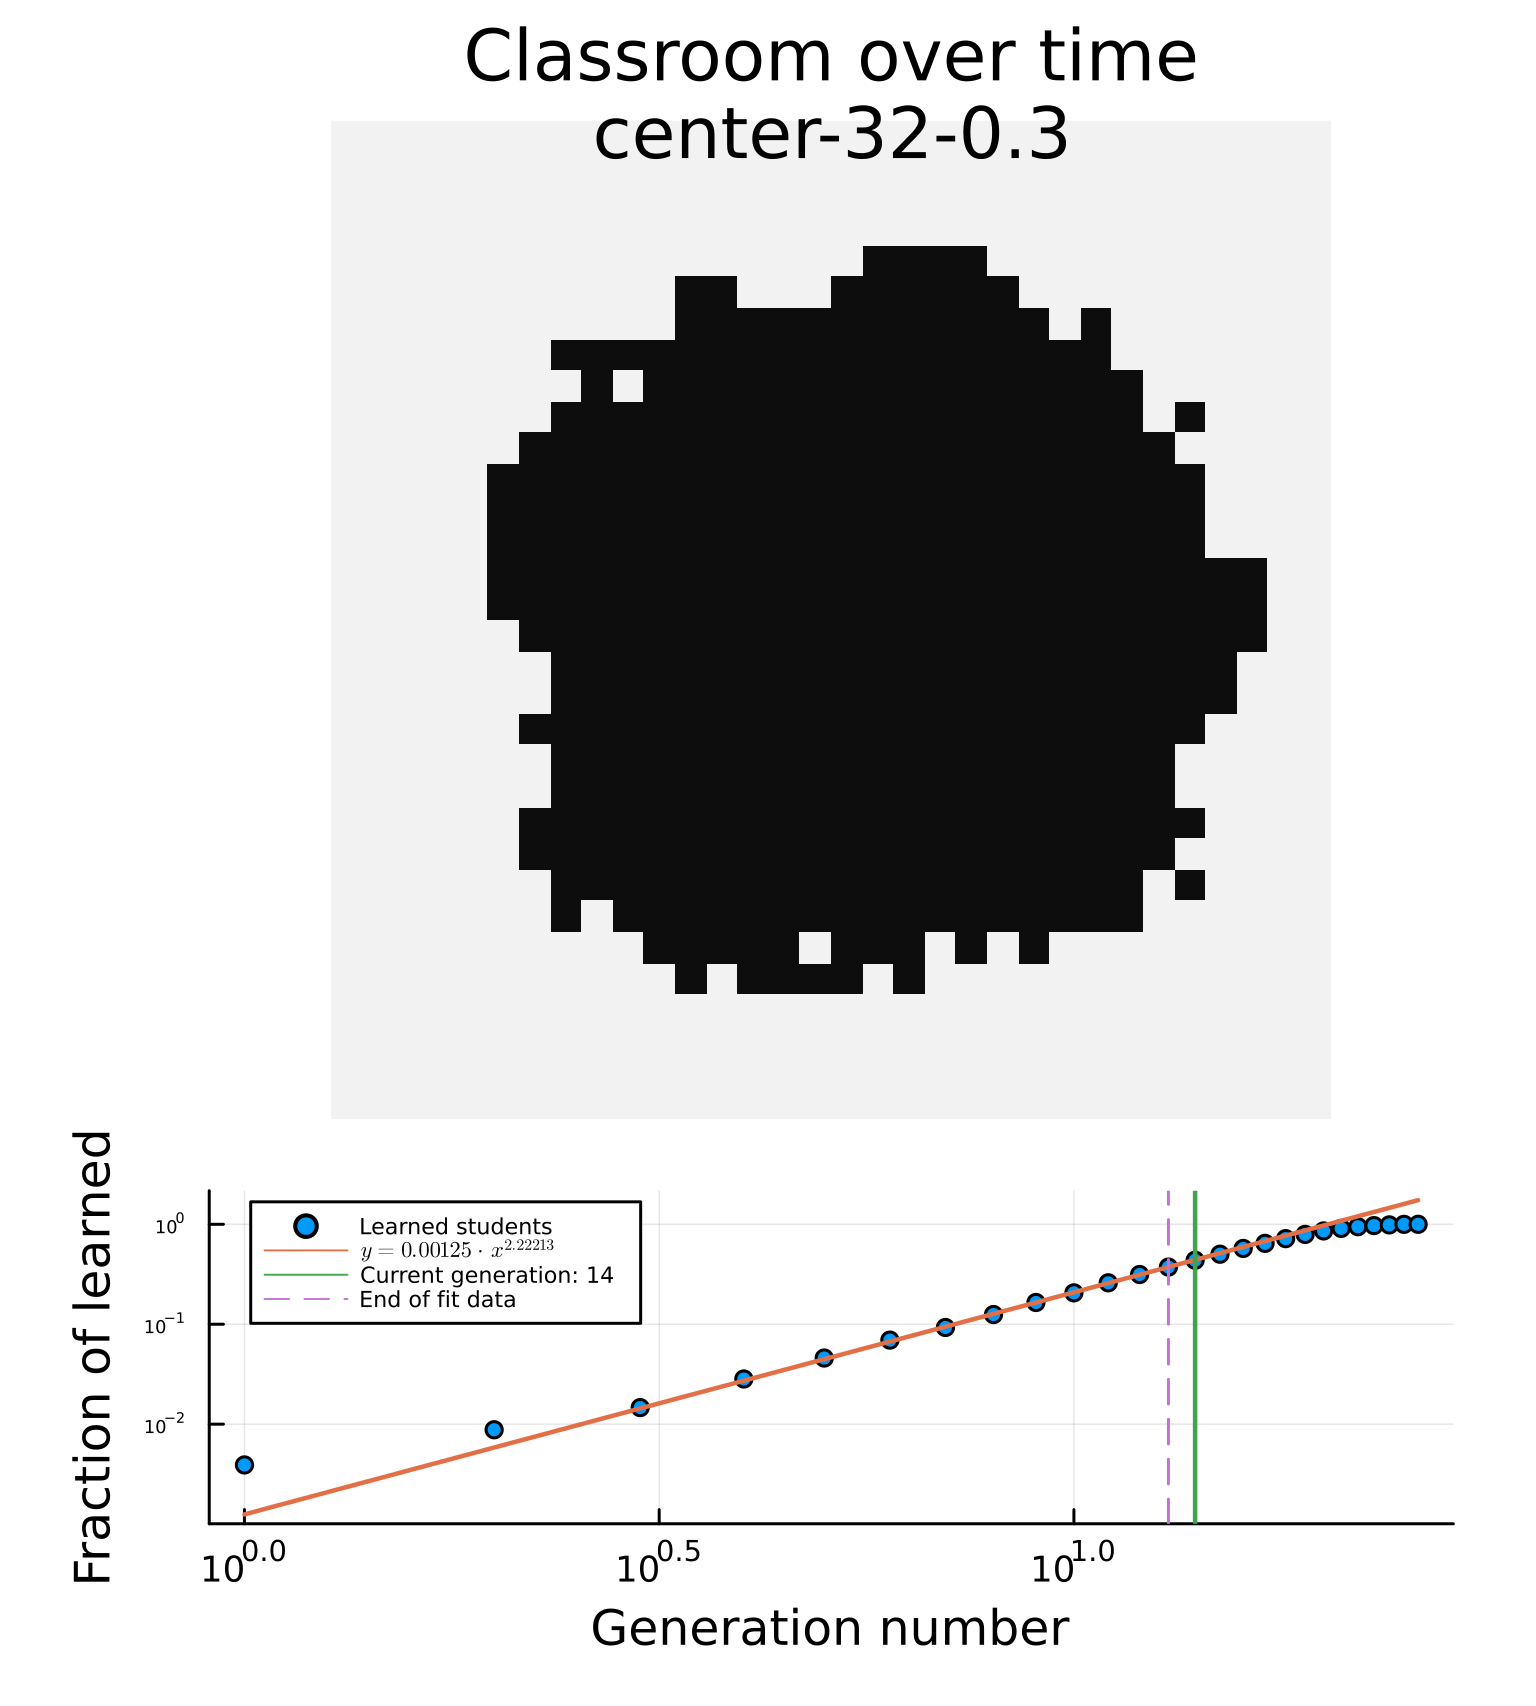 Classroom over time
center-32-0.3
Fraction of learned
10⁰
10⁻¹
10⁻²
Learned students
y = 0.00125 · x^2.22213
Current generation: 14
End of fit data
10^0.0
10^0.5
10^1.0
Generation number